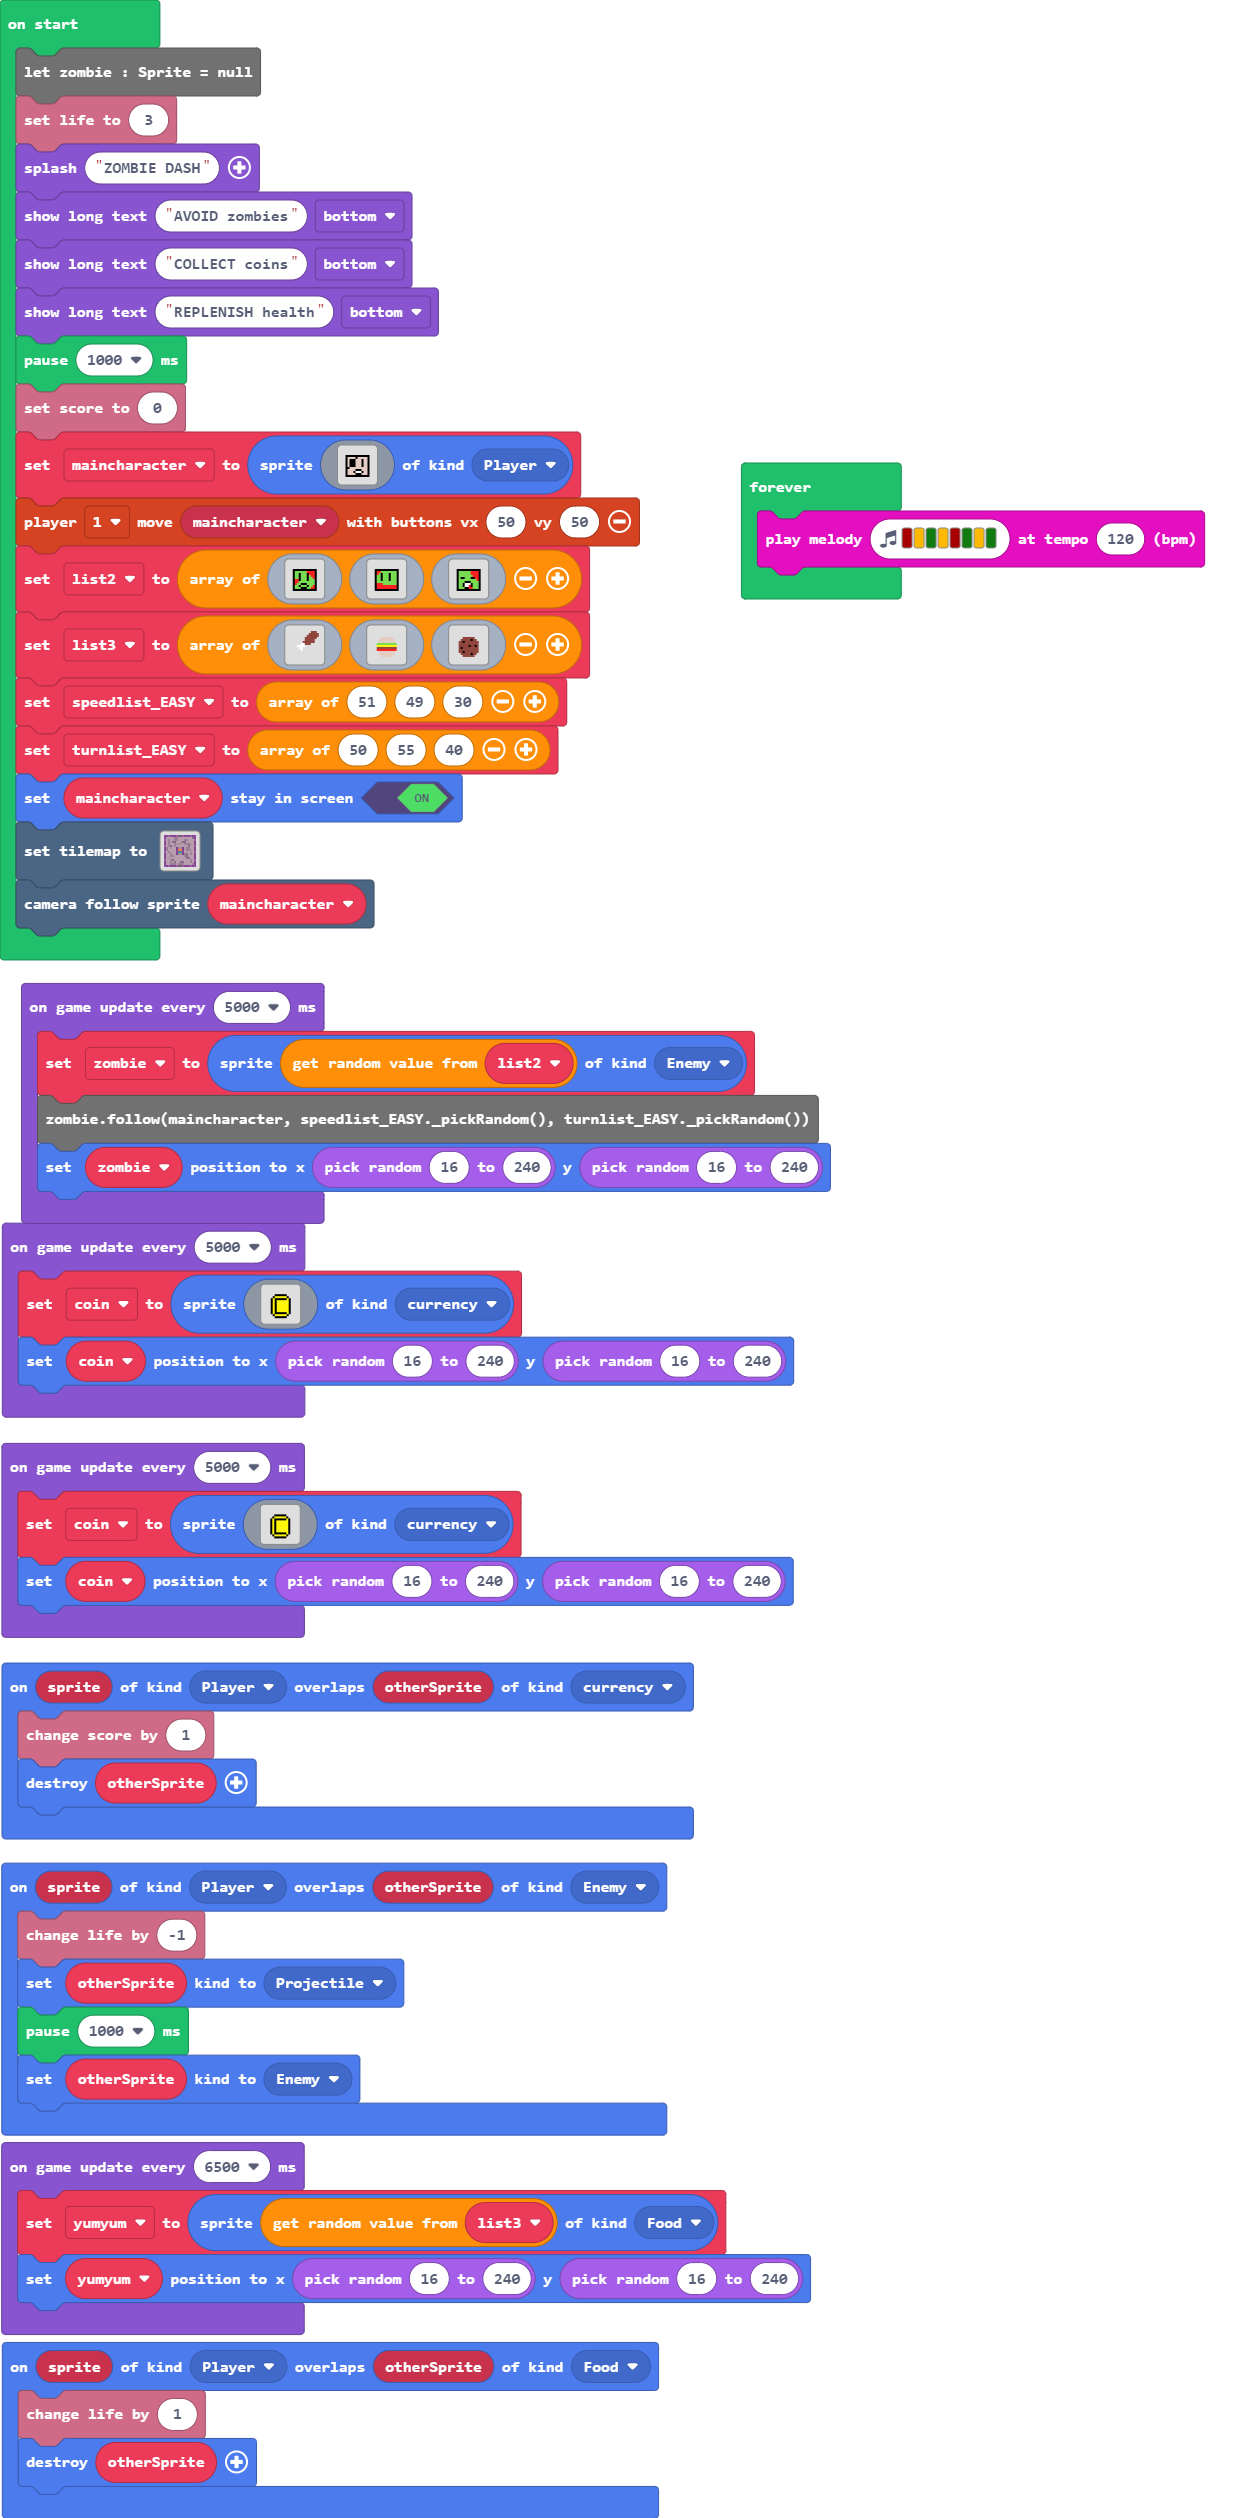 on start
let zombie : Sprite = null
set life to 3
splash "ZOMBIE DASH"
show long text "AVOID zombies" bottom
show long text "COLLECT coins" bottom
show long text "REPLENISH health" bottom
pause 1000 ms
set score to 0
set maincharacter to sprite of kind Player
player 1 move maincharacter with buttons vx 50 vy 50
set list2 to array of
set list3 to array of
set speedlist_EASY to array of 51 49 30
set turnlist_EASY to array of 50 55 40
set maincharacter stay in screen ON
set tilemap to
camera follow sprite maincharacter
forever
play melody at tempo 120 (bpm)
on game update every 5000 ms
set zombie to sprite get random value from list2 of kind Enemy
zombie.follow(maincharacter, speedlist_EASY._pickRandom(), turnlist_EASY._pickRandom())
set zombie position to x pick random 16 to 240 y pick random 16 to 240
on game update every 5000 ms
set coin to sprite of kind currency
set coin position to x pick random 16 to 240 y pick random 16 to 240
on game update every 5000 ms
set coin to sprite of kind currency
set coin position to x pick random 16 to 240 y pick random 16 to 240
on sprite of kind Player overlaps otherSprite of kind currency
change score by 1
destroy otherSprite
on sprite of kind Player overlaps otherSprite of kind Enemy
change life by -1
set otherSprite kind to Projectile
pause 1000 ms
set otherSprite kind to Enemy
on game update every 6500 ms
set yumyum to sprite get random value from list3 of kind Food
set yumyum position to x pick random 16 to 240 y pick random 16 to 240
on sprite of kind Player overlaps otherSprite of kind Food
change life by 1
destroy otherSprite